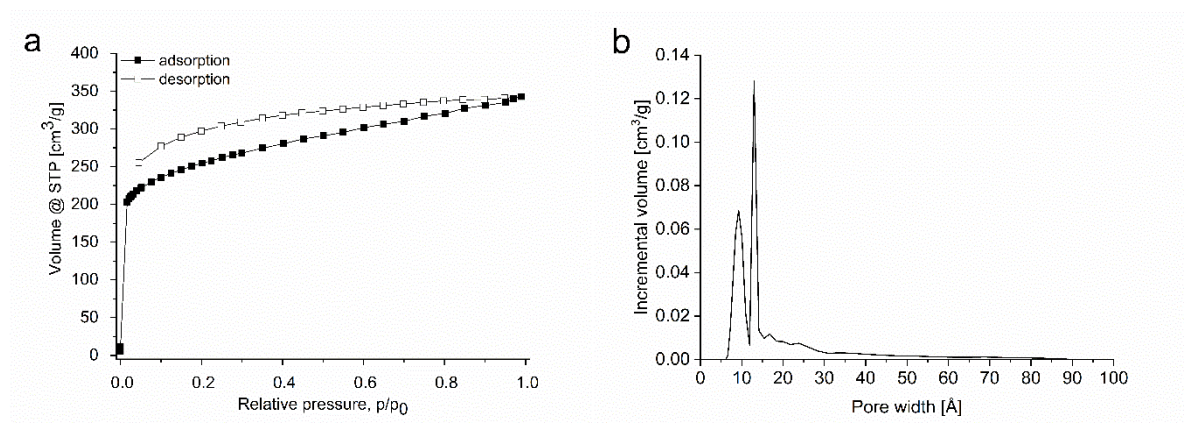 a
adsorption
desorption
Volume @ STP [cm³/g]
400
350
300
250
200
150
100
50
0
0.0 0.2 0.4 0.6 0.8 1.0
Relative pressure, p/p₀
b
Incremental volume [cm³/g]
0.14
0.12
0.10
0.08
0.06
0.04
0.02
0.00
0 10 20 30 40 50 60 70 80 90 100
Pore width [Å]